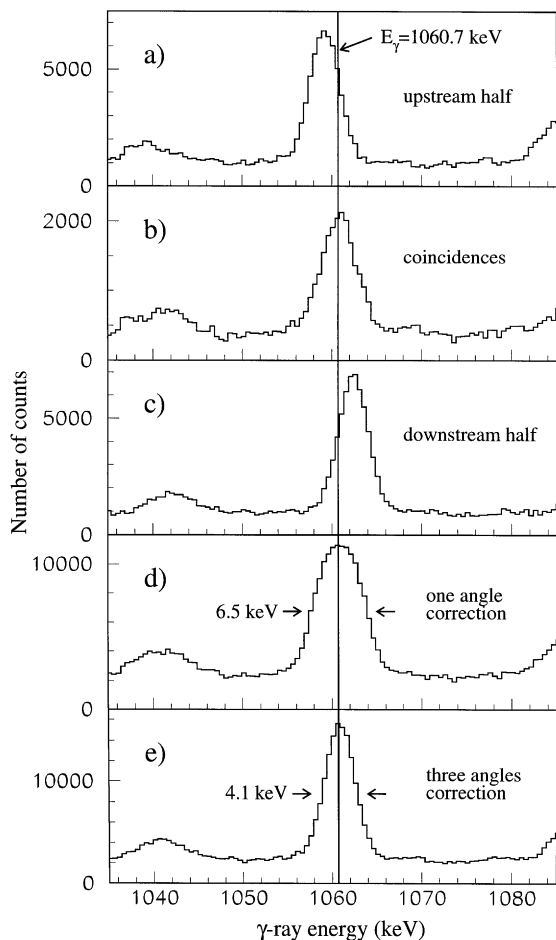 a)
E_γ=1060.7 keV
upstream half
5000
0
b)
coincidences
2000
0
c)
downstream half
5000
0
Number of counts
d)
one angle
correction
6.5 keV
10000
0
e)
three angles
correction
4.1 keV
10000
0
1040 1050 1060 1070 1080
γ-ray energy (keV)